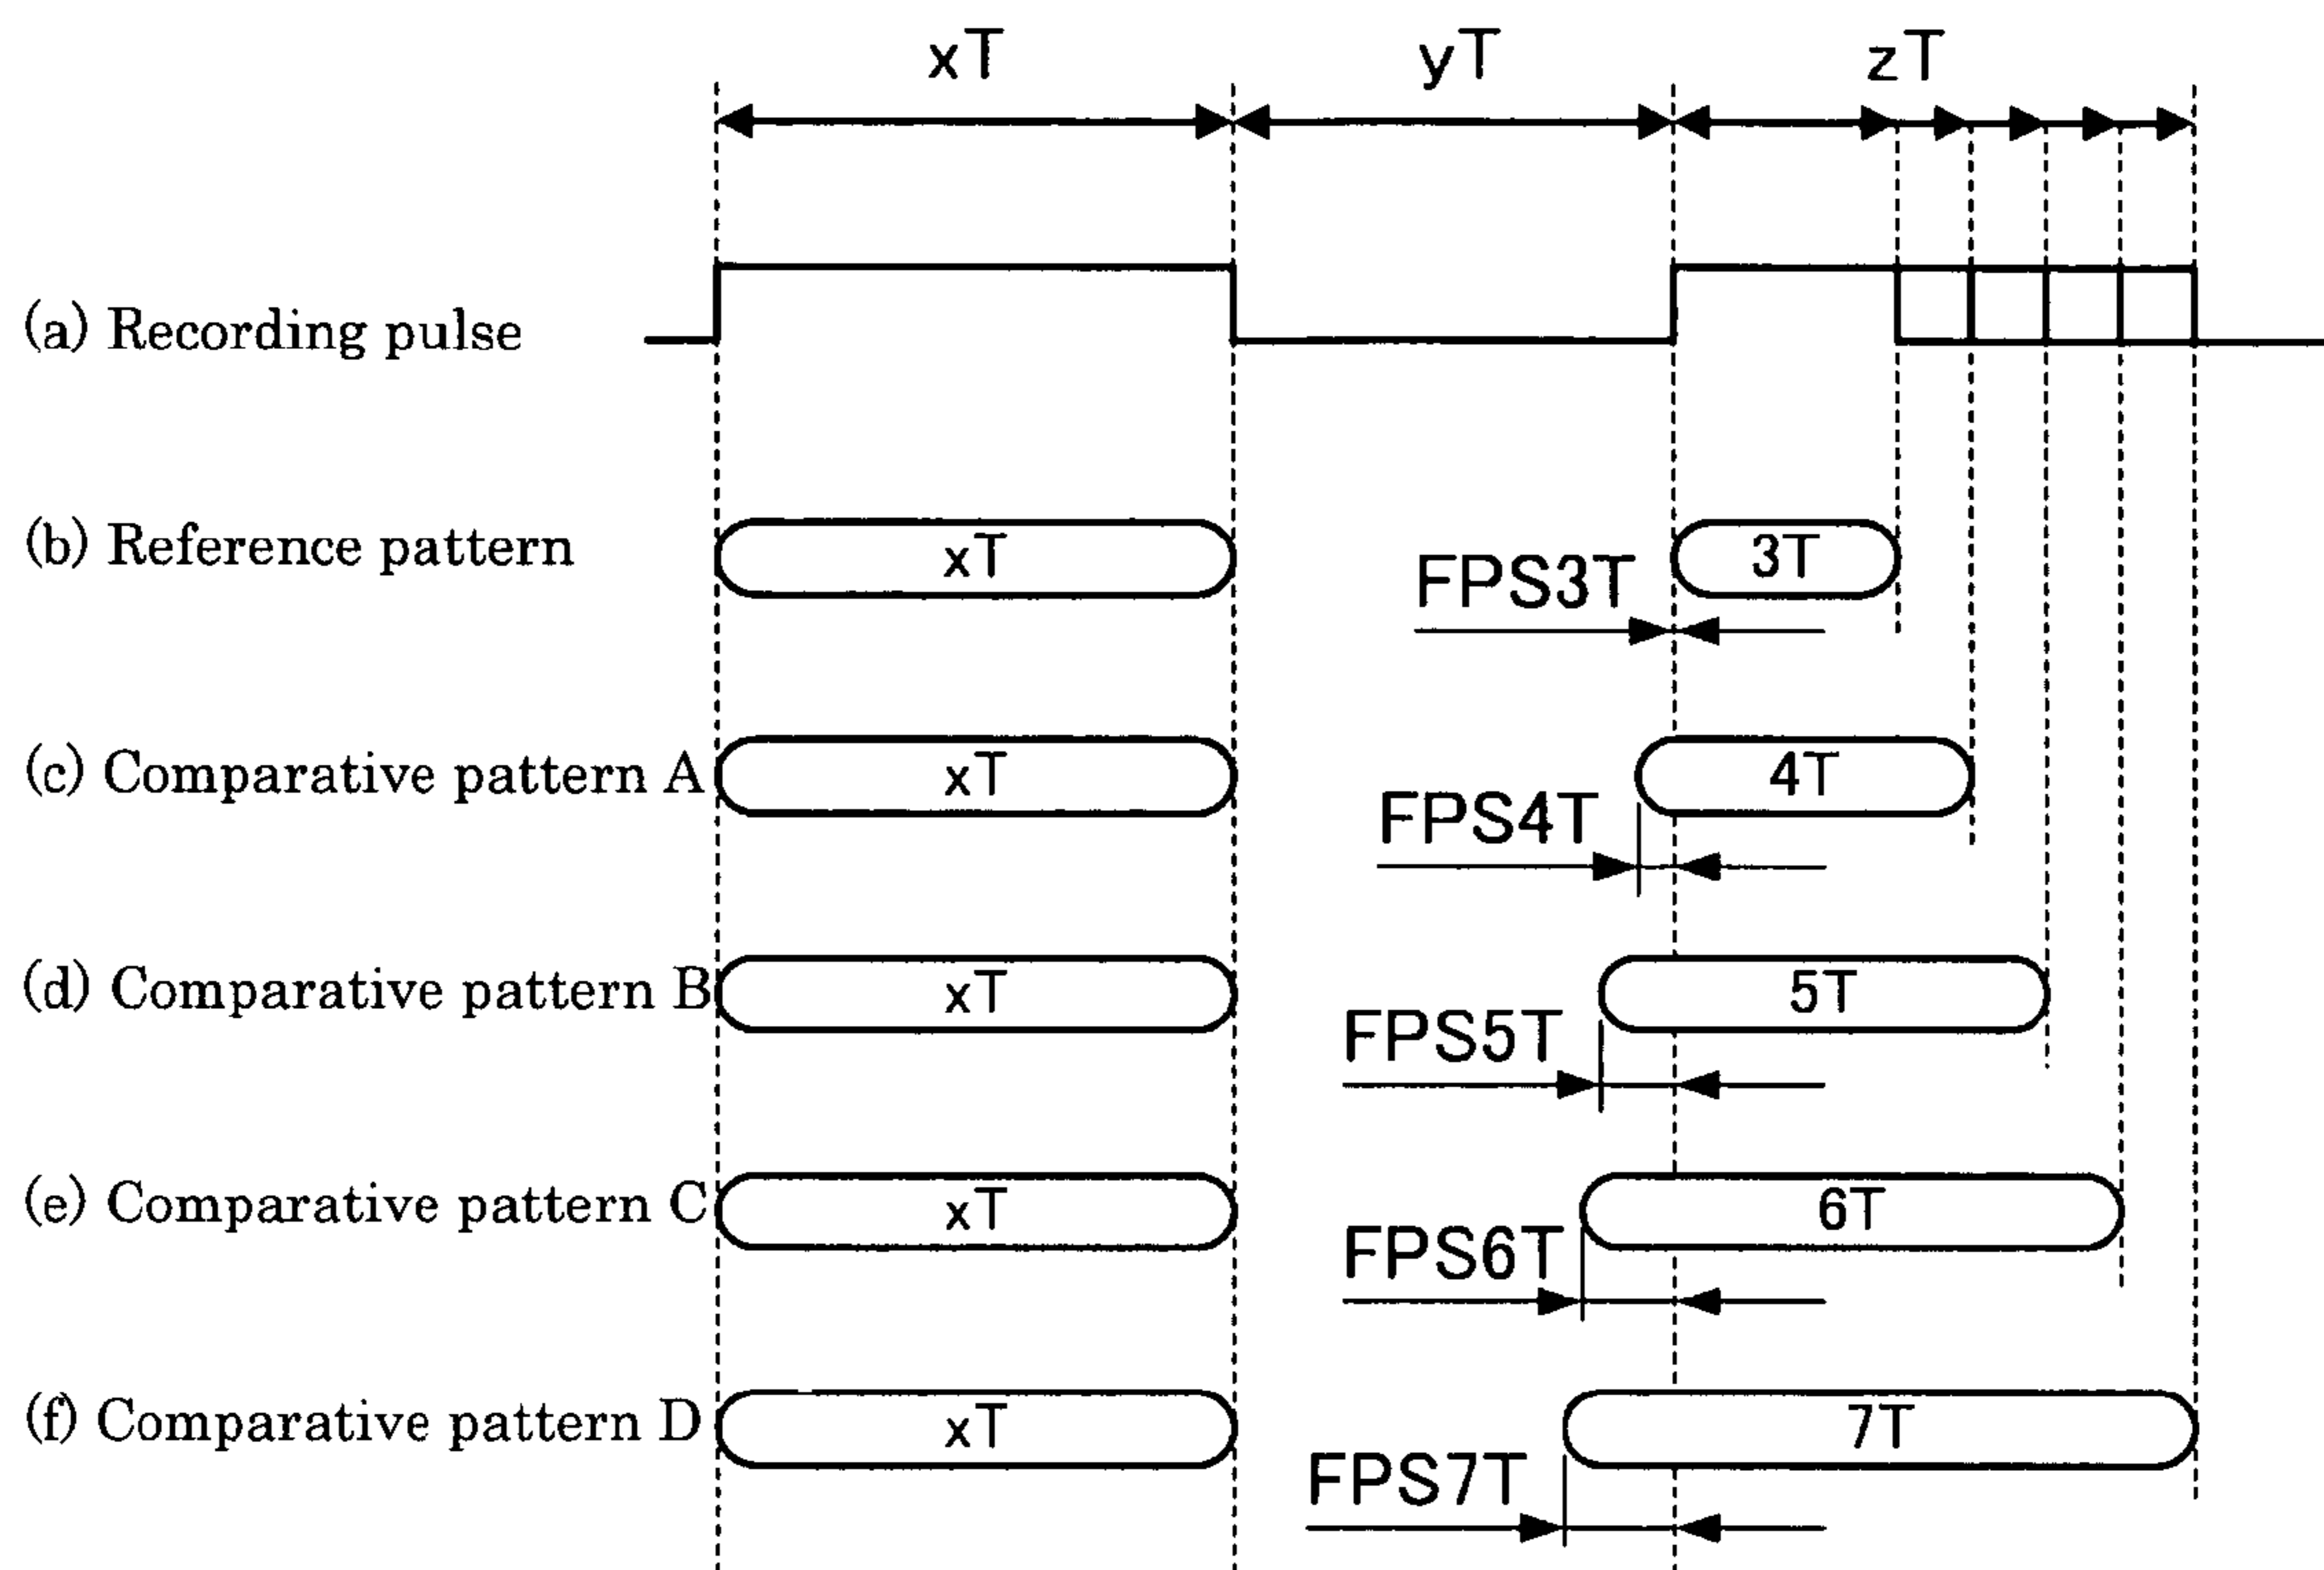 xT yT zT
(a) Recording pulse
(b) Reference pattern xT 3T
FPS3T
(c) Comparative pattern A xT 4T
FPS4T
(d) Comparative pattern B xT 5T
FPS5T
(e) Comparative pattern C xT 6T
FPS6T
(f) Comparative pattern D xT 7T
FPS7T